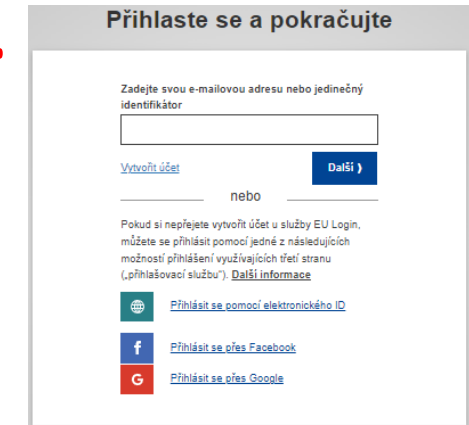 Přihlaste se a pokračujte
Zadejte svou e-mailovou adresu nebo jedinečný
identifikátor
Vytvořit účet
Další ❯
nebo
Pokud si nepřejete vytvořit účet u služby EU Login,
můžete se přihlásit pomocí jedné z následujících
možností přihlášení využívajících třetí stranu
(„přihlašovací službu"). Další informace
Přihlásit se pomocí elektronického ID
f Přihlásit se přes Facebook
G Přihlásit se přes Google